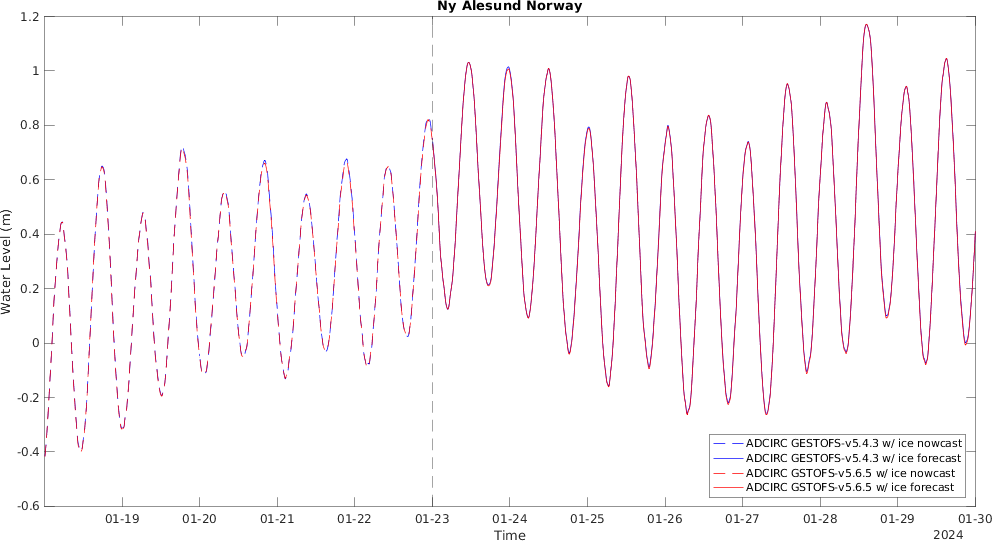 Ny Alesund Norway
Water Level (m)
1.2
1
0.8
0.6
0.4
0.2
0
-0.2
-0.4
-0.6
ADCIRC GESTOFS-v5.4.3 w/ ice nowcast
ADCIRC GESTOFS-v5.4.3 w/ ice forecast
ADCIRC GSTOFS-v5.6.5 w/ ice nowcast
ADCIRC GSTOFS-v5.6.5 w/ ice forecast
01-19 01-20 01-21 01-22 01-23 01-24 01-25 01-26 01-27 01-28 01-29 01-30
Time
2024